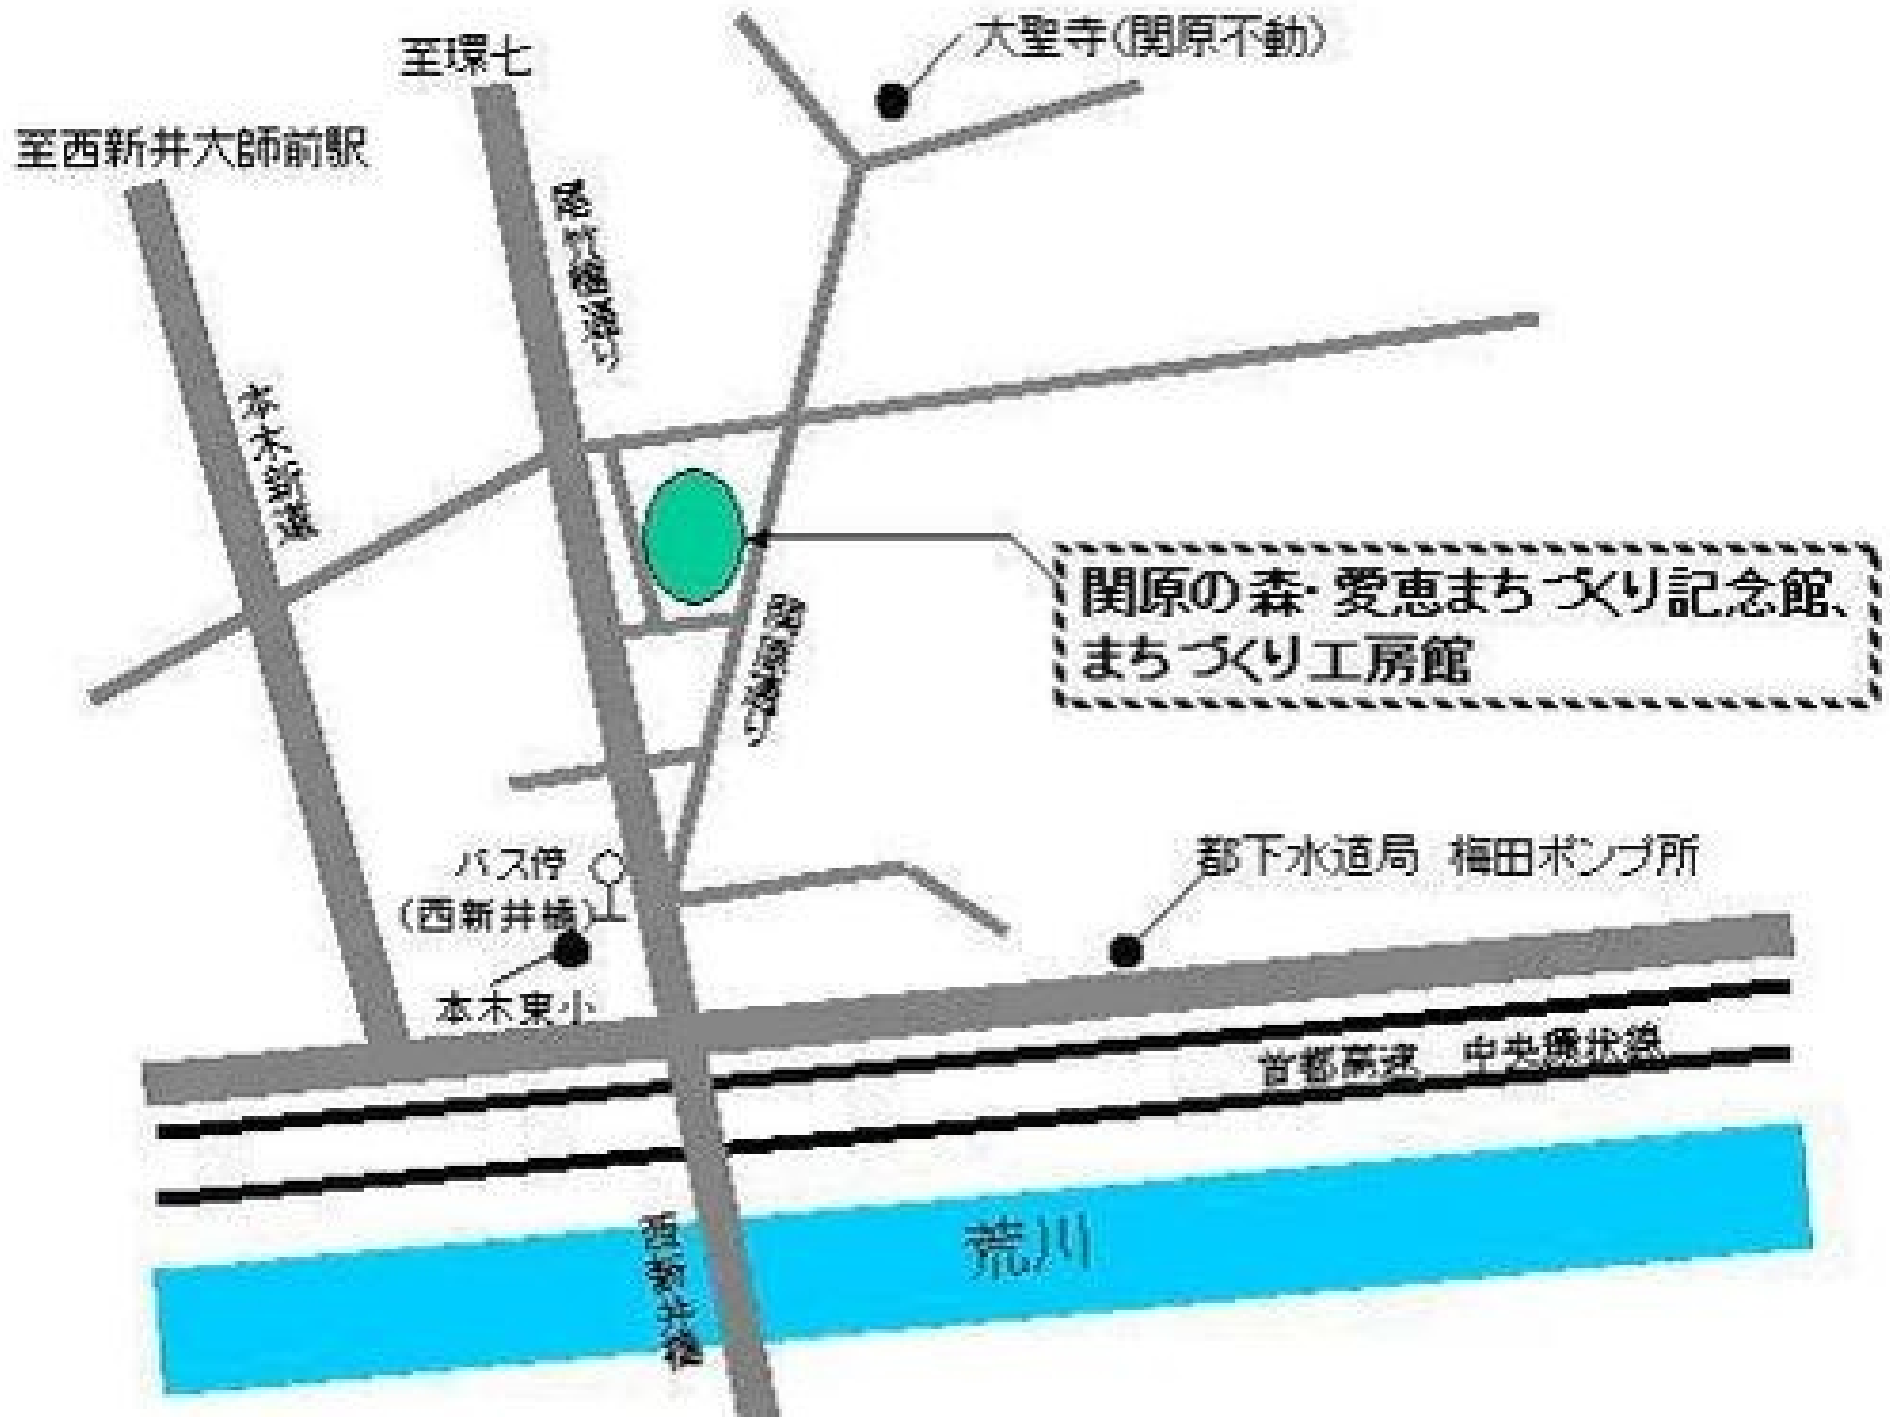 大聖寺(関原不動)
至環七
至西新井大師前駅
尾竹橋通り
本木新道
関原の森・愛恵まちづくり記念館、
まちづくり工房館
バス停
(西新井橋)
本木東小
都下水道局 梅田ポンプ所
首都高速 中央環状線
荒川
西新井橋